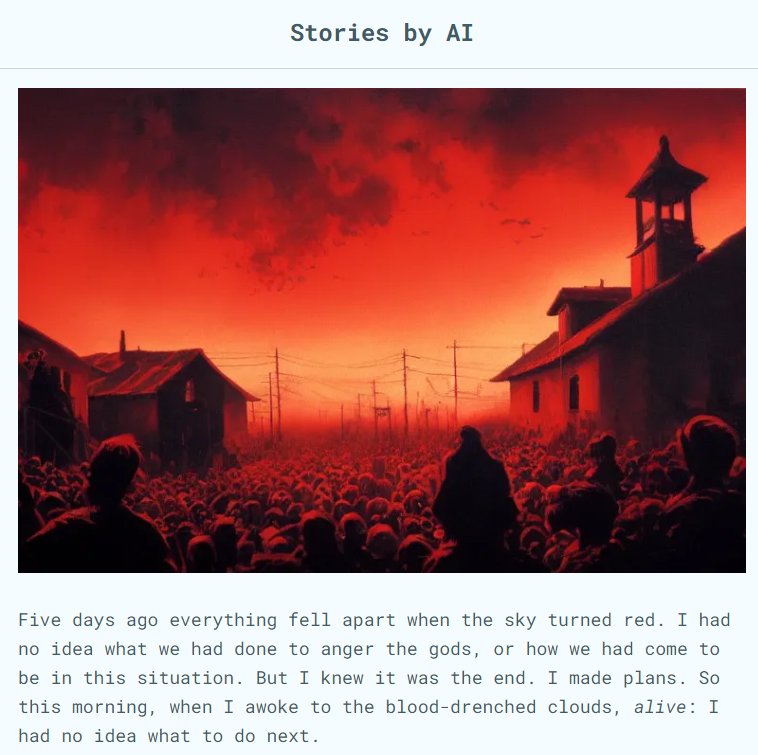 Stories by AI
Five days ago everything fell apart when the sky turned red. I had
no idea what we had done to anger the gods, or how we had come to
be in this situation. But I knew it was the end. I made plans. So
this morning, when I awoke to the blood-drenched clouds, alive: I
had no idea what to do next.